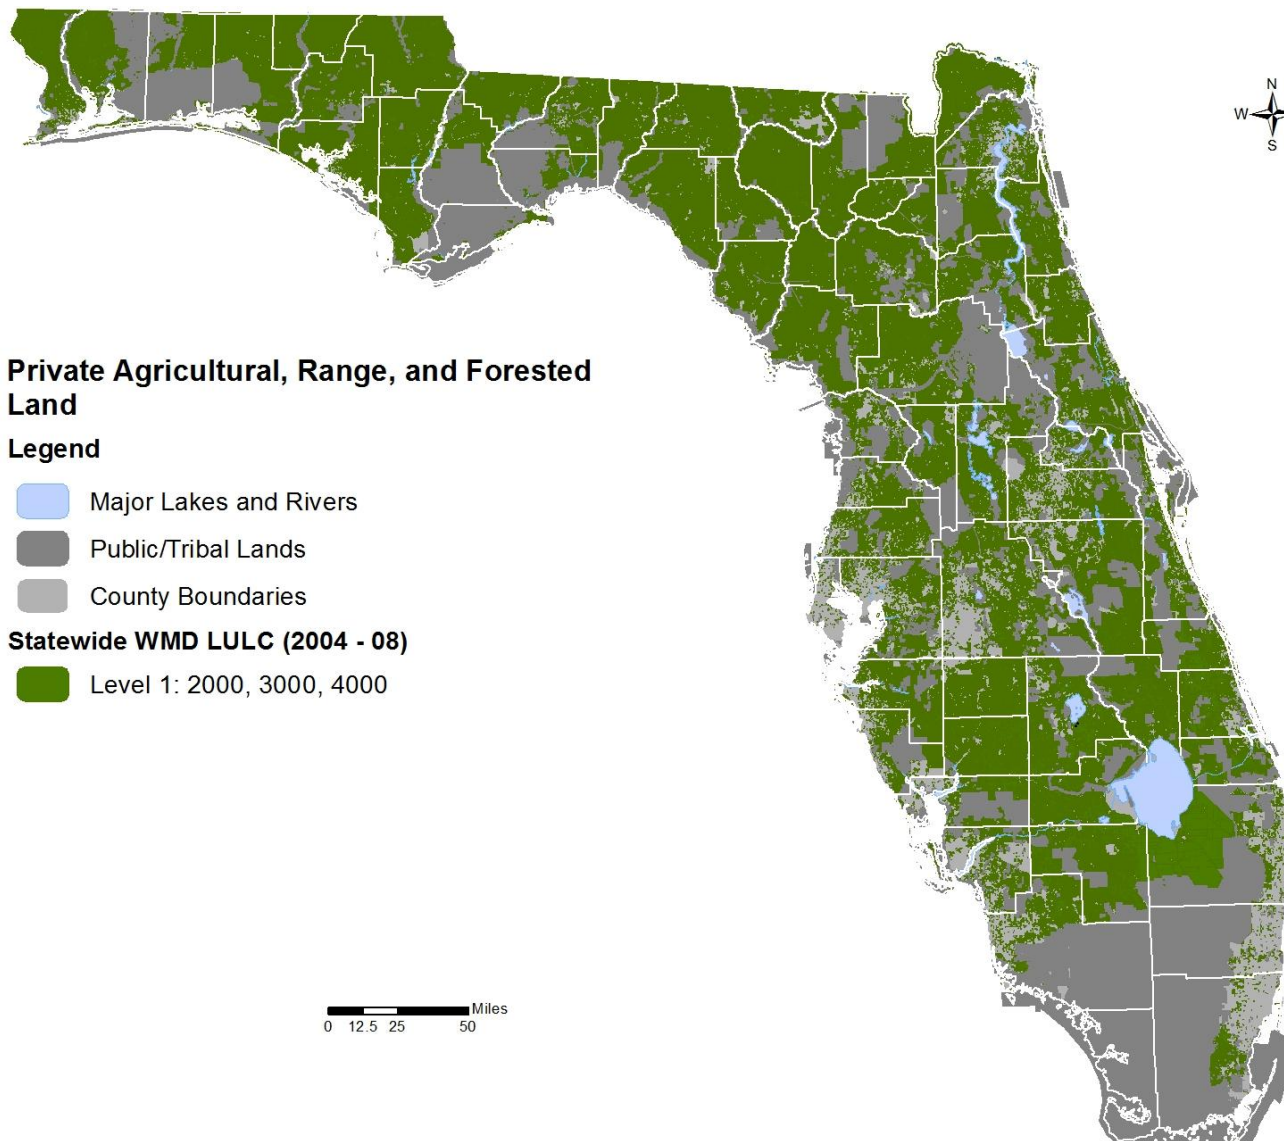 N
W
S
Private Agricultural, Range, and Forested
Land
Legend
Major Lakes and Rivers
Public/Tribal Lands
County Boundaries
Statewide WMD LULC (2004 - 08)
Level 1: 2000, 3000, 4000
Miles
0 12.5 25 50